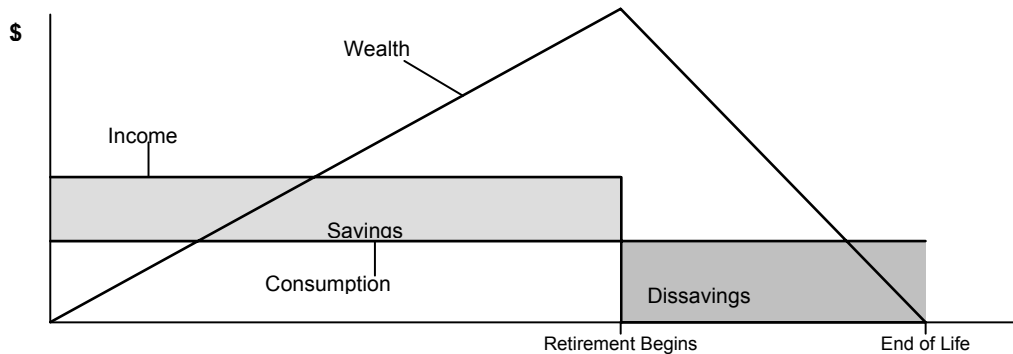 $
Wealth
Income
Savings
Consumption
Dissavings
Retirement Begins
End of Life